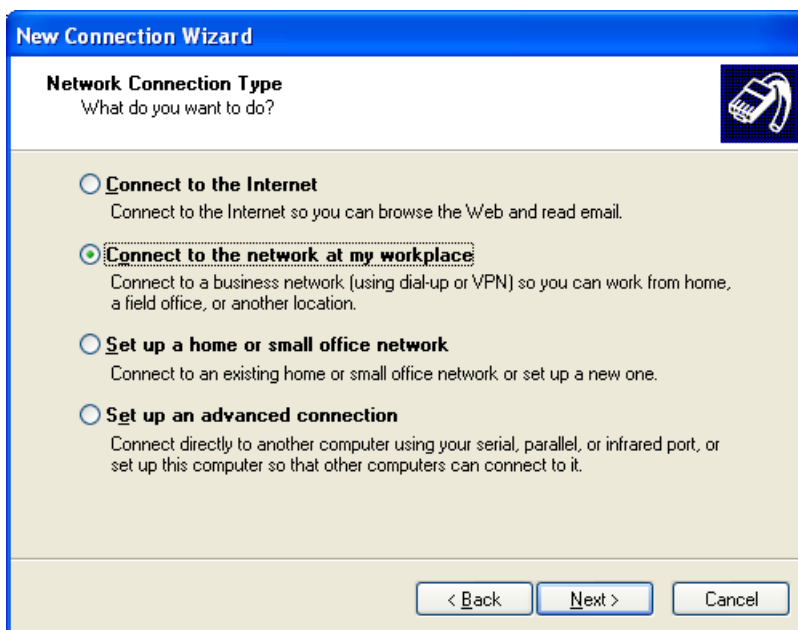 New Connection Wizard
Network Connection Type
What do you want to do?
Connect to the Internet
Connect to the Internet so you can browse the Web and read email.
Connect to the network at my workplace
Connect to a business network (using dial-up or VPN) so you can work from home,
a field office, or another location.
Set up a home or small office network
Connect to an existing home or small office network or set up a new one.
Set up an advanced connection
Connect directly to another computer using your serial, parallel, or infrared port, or
set up this computer so that other computers can connect to it.
< Back Next > Cancel